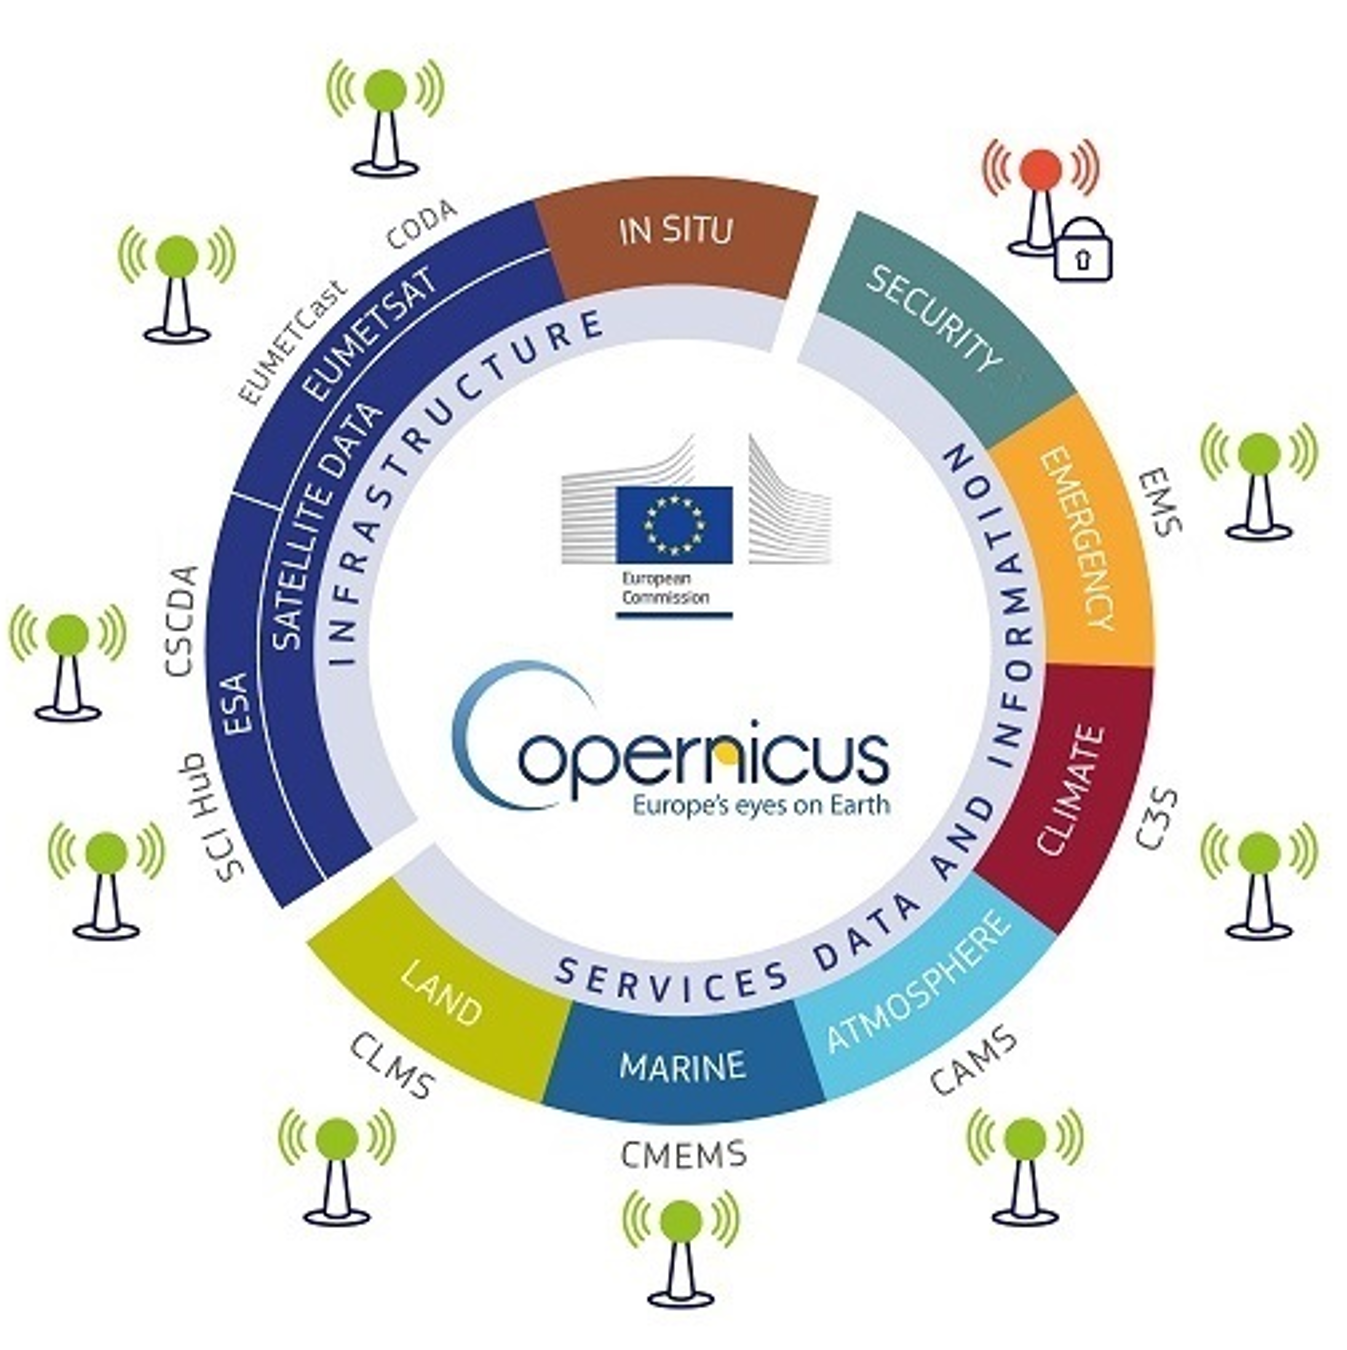 CODA
IN SITU
SECURITY
EUMETCast
EUMETSAT
SATELLITE DATA
INFRASTRUCTURE
EMERGENCY
EMS
CSCDA
ESA
SCI Hub
European
Commission
Copernicus
Europe's eyes on Earth
CLIMATE
C3S
SERVICES DATA AND INFORMATION
LAND
CLMS
MARINE
CMEMS
ATMOSPHERE
CAMS